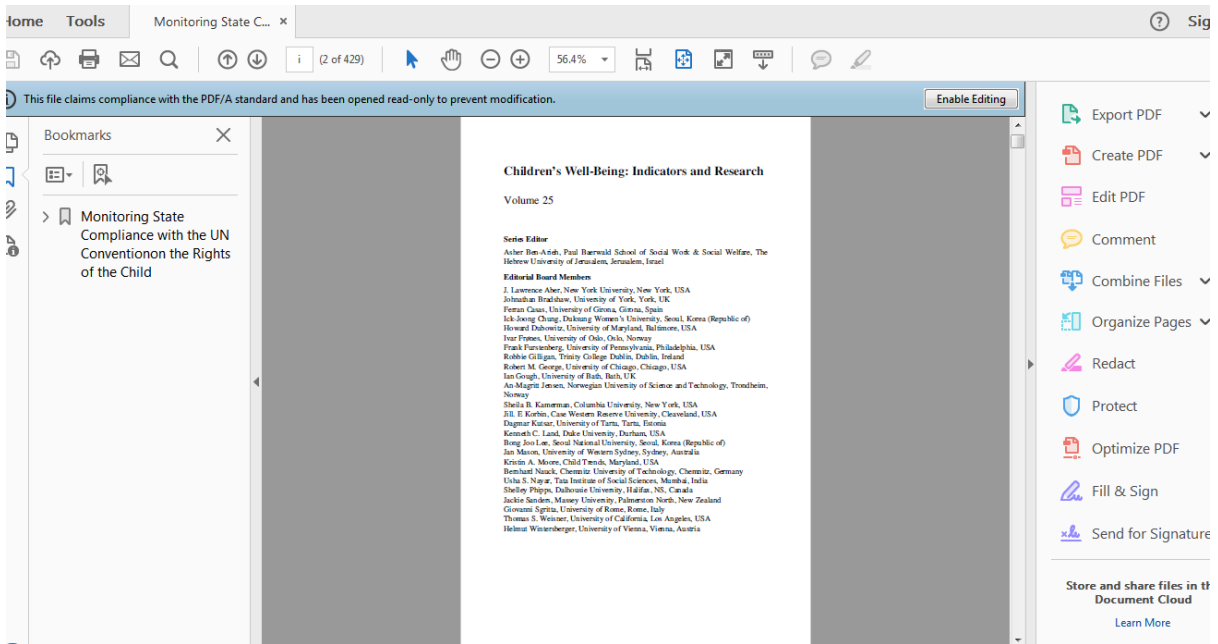 Home
Tools
Monitoring State C... ×
?
Sig
i
(2 of 429)
56.4%
This file claims compliance with the PDF/A standard and has been opened read-only to prevent modification.
Enable Editing
Bookmarks
Monitoring State
Compliance with the UN
Conventionon the Rights
of the Child
Children's Well-Being: Indicators and Research
Volume 25
Series Editor
Asher Ben-Arieh, Paul Baerwald School of Social Work & Social Welfare, The
Hebrew University of Jerusalem, Jerusalem, Israel
Editorial Board Members
J. Lawrence Aber, New York University, New York, USA
Johnathan Bradshaw, University of York, York, UK
Ferran Casas, University of Girona, Girona, Spain
Ick-Joong Chung, Duksung Women's University, Seoul, Korea (Republic of)
Howard Dubowitz, University of Maryland, Baltimore, USA
Ivar Frønes, University of Oslo, Oslo, Norway
Frank Furstenberg, University of Pennsylvania, Philadelphia, USA
Robbie Gilligan, Trinity College Dublin, Dublin, Ireland
Robert M. George, University of Chicago, Chicago, USA
Ian Gough, University of Bath, Bath, UK
An-Magritt Jensen, Norwegian University of Science and Technology, Trondheim,
Norway
Sheila B. Kamerman, Columbia University, New York, USA
Jill. E Korbin, Case Western Reserve University, Cleaveland, USA
Dagmar Kutsar, University of Tartu, Tartu, Estonia
Kenneth C. Land, Duke University, Durham, USA
Bong Joo Lee, Seoul National University, Seoul, Korea (Republic of)
Jan Mason, University of Western Sydney, Sydney, Australia
Kristin A. Moore, Child Trends, Maryland, USA
Bernhard Nauck, Chemnitz University of Technology, Chemnitz, Germany
Usha S. Nayar, Tata Institute of Social Sciences, Mumbai, India
Shelley Phipps, Dalhousie University, Halifax, NS, Canada
Jackie Sanders, Massey University, Palmerston North, New Zealand
Giovanni Sgritta, University of Rome, Rome, Italy
Thomas S. Weisner, University of California, Los Angeles, USA
Helmut Wintersberger, University of Vienna, Vienna, Austria
Export PDF
Create PDF
Edit PDF
Comment
Combine Files
Organize Pages
Redact
Protect
Optimize PDF
Fill & Sign
Send for Signature
Store and share files in th
Document Cloud
Learn More